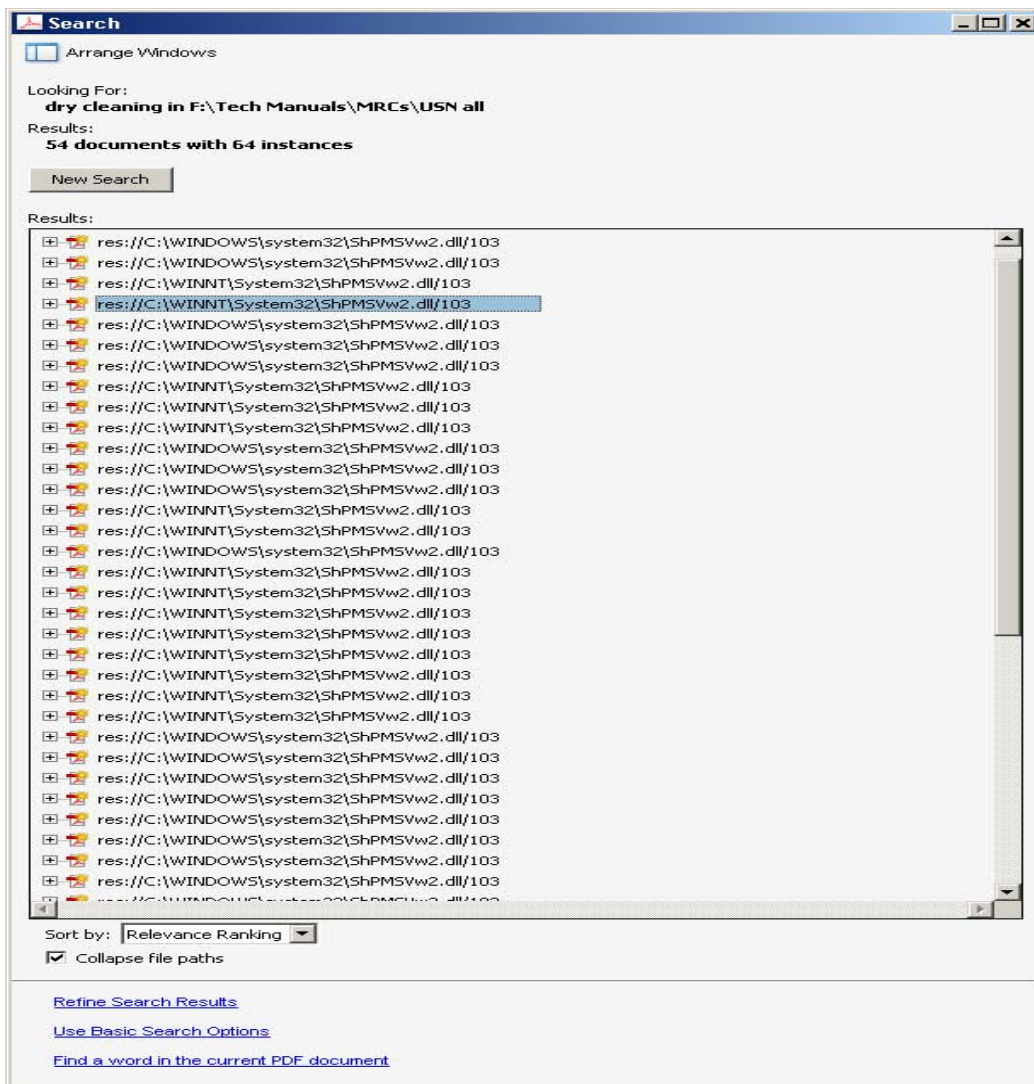 Search
Arrange Windows
Looking For:
dry cleaning in F:\Tech Manuals\MRCs\USN all
Results:
54 documents with 64 instances
New Search
Results:
res://C:\WINDOWS\system32\ShPMSVw2.dll/103
res://C:\WINDOWS\system32\ShPMSVw2.dll/103
res://C:\WINNT\System32\ShPMSVw2.dll/103
res://C:\WINNT\System32\ShPMSVw2.dll/103
res://C:\WINDOWS\system32\ShPMSVw2.dll/103
res://C:\WINDOWS\system32\ShPMSVw2.dll/103
res://C:\WINDOWS\system32\ShPMSVw2.dll/103
res://C:\WINNT\System32\ShPMSVw2.dll/103
res://C:\WINNT\System32\ShPMSVw2.dll/103
res://C:\WINNT\System32\ShPMSVw2.dll/103
res://C:\WINDOWS\system32\ShPMSVw2.dll/103
res://C:\WINDOWS\system32\ShPMSVw2.dll/103
res://C:\WINDOWS\system32\ShPMSVw2.dll/103
res://C:\WINNT\System32\ShPMSVw2.dll/103
res://C:\WINNT\System32\ShPMSVw2.dll/103
res://C:\WINDOWS\system32\ShPMSVw2.dll/103
res://C:\WINNT\System32\ShPMSVw2.dll/103
res://C:\WINNT\System32\ShPMSVw2.dll/103
res://C:\WINNT\System32\ShPMSVw2.dll/103
res://C:\WINNT\System32\ShPMSVw2.dll/103
res://C:\WINNT\System32\ShPMSVw2.dll/103
res://C:\WINNT\System32\ShPMSVw2.dll/103
res://C:\WINNT\System32\ShPMSVw2.dll/103
res://C:\WINNT\System32\ShPMSVw2.dll/103
res://C:\WINDOWS\system32\ShPMSVw2.dll/103
res://C:\WINDOWS\system32\ShPMSVw2.dll/103
res://C:\WINDOWS\system32\ShPMSVw2.dll/103
res://C:\WINDOWS\system32\ShPMSVw2.dll/103
res://C:\WINDOWS\system32\ShPMSVw2.dll/103
res://C:\WINDOWS\system32\ShPMSVw2.dll/103
res://C:\WINDOWS\system32\ShPMSVw2.dll/103
res://C:\WINDOWS\system32\ShPMSVw2.dll/103
Sort by: Relevance Ranking
Collapse file paths
Refine Search Results
Use Basic Search Options
Find a word in the current PDF document